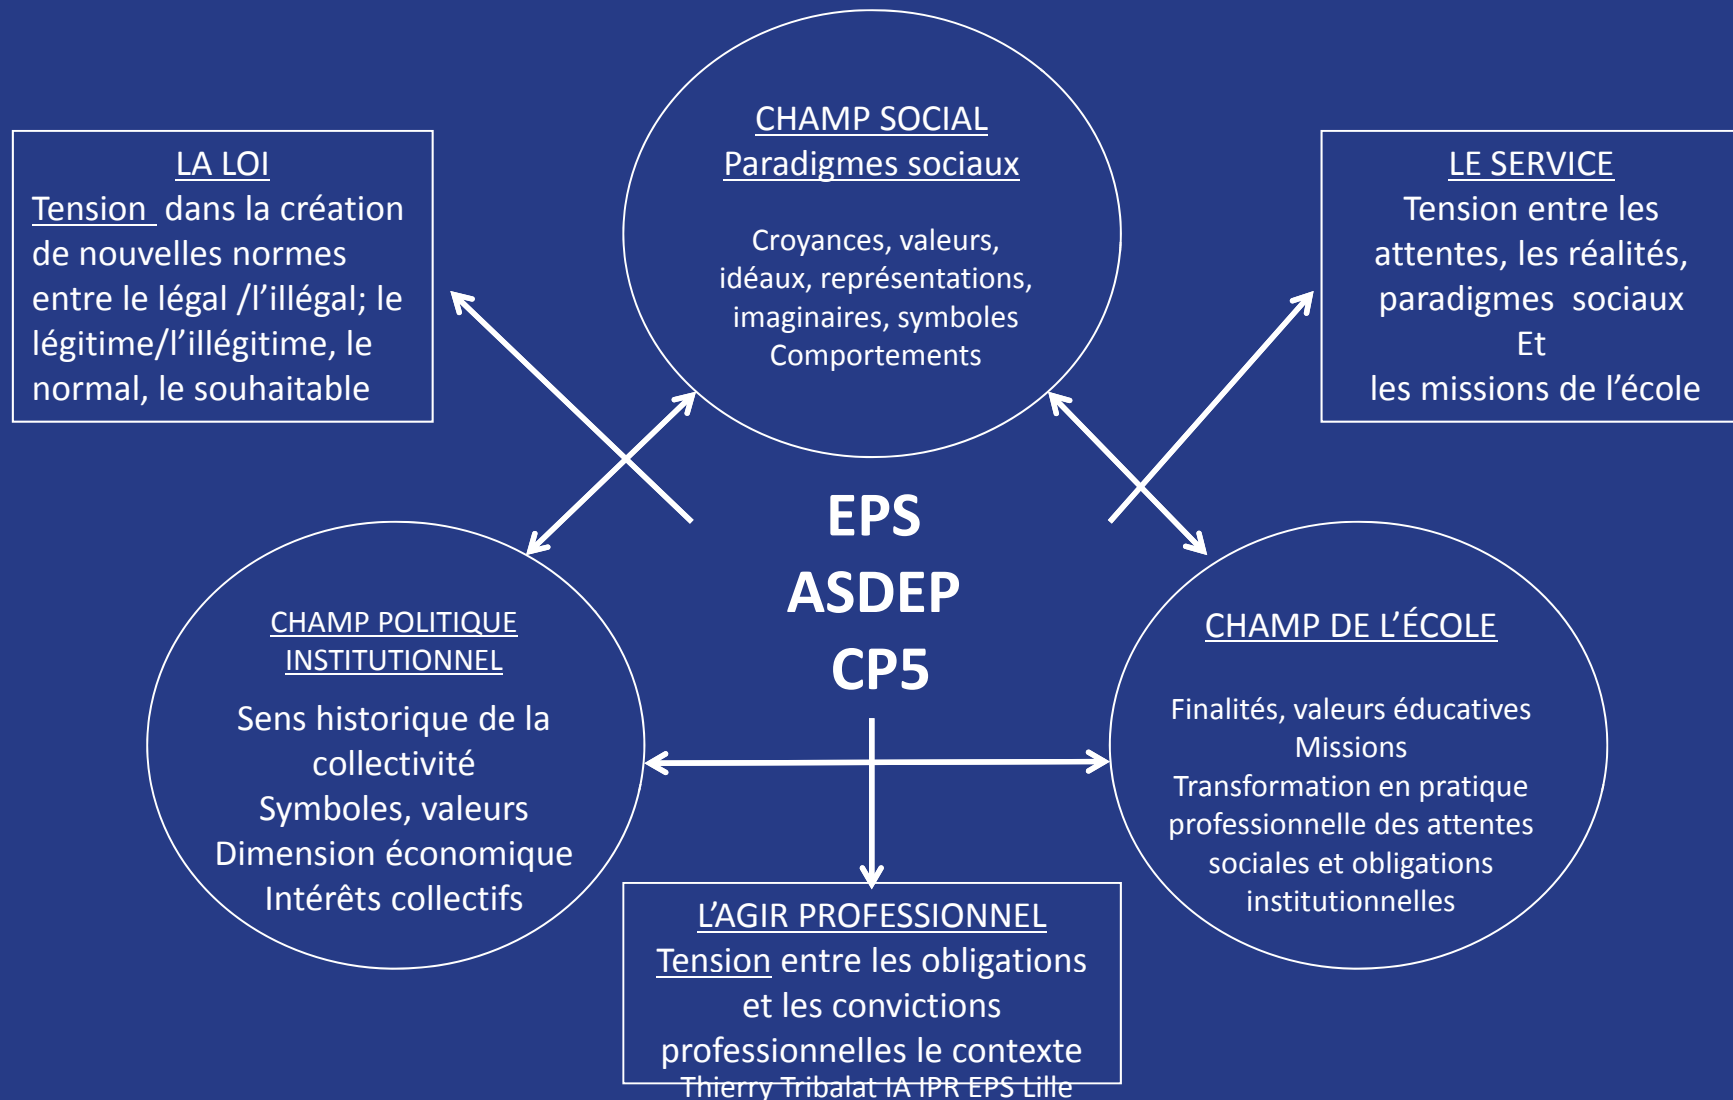 CHAMP SOCIAL
Paradigmes sociaux
Croyances, valeurs,
idéaux, représentations,
imaginaires, symboles
Comportements
LA LOI
Tension dans la création
de nouvelles normes
entre le légal /l’illégal; le
légitime/l’illégitime, le
normal, le souhaitable
LE SERVICE
Tension entre les
attentes, les réalités,
paradigmes sociaux
Et
les missions de l’école
EPS
ASDEP
CP5
CHAMP POLITIQUE
INSTITUTIONNEL
Sens historique de la
collectivité
Symboles, valeurs
Dimension économique
Intérêts collectifs
CHAMP DE L’ÉCOLE
Finalités, valeurs éducatives
Missions
Transformation en pratique
professionnelle des attentes
sociales et obligations
institutionnelles
L’AGIR PROFESSIONNEL
Tension entre les obligations
et les convictions
professionnelles le contexte
Thierry Tribalat IA IPR EPS Lille